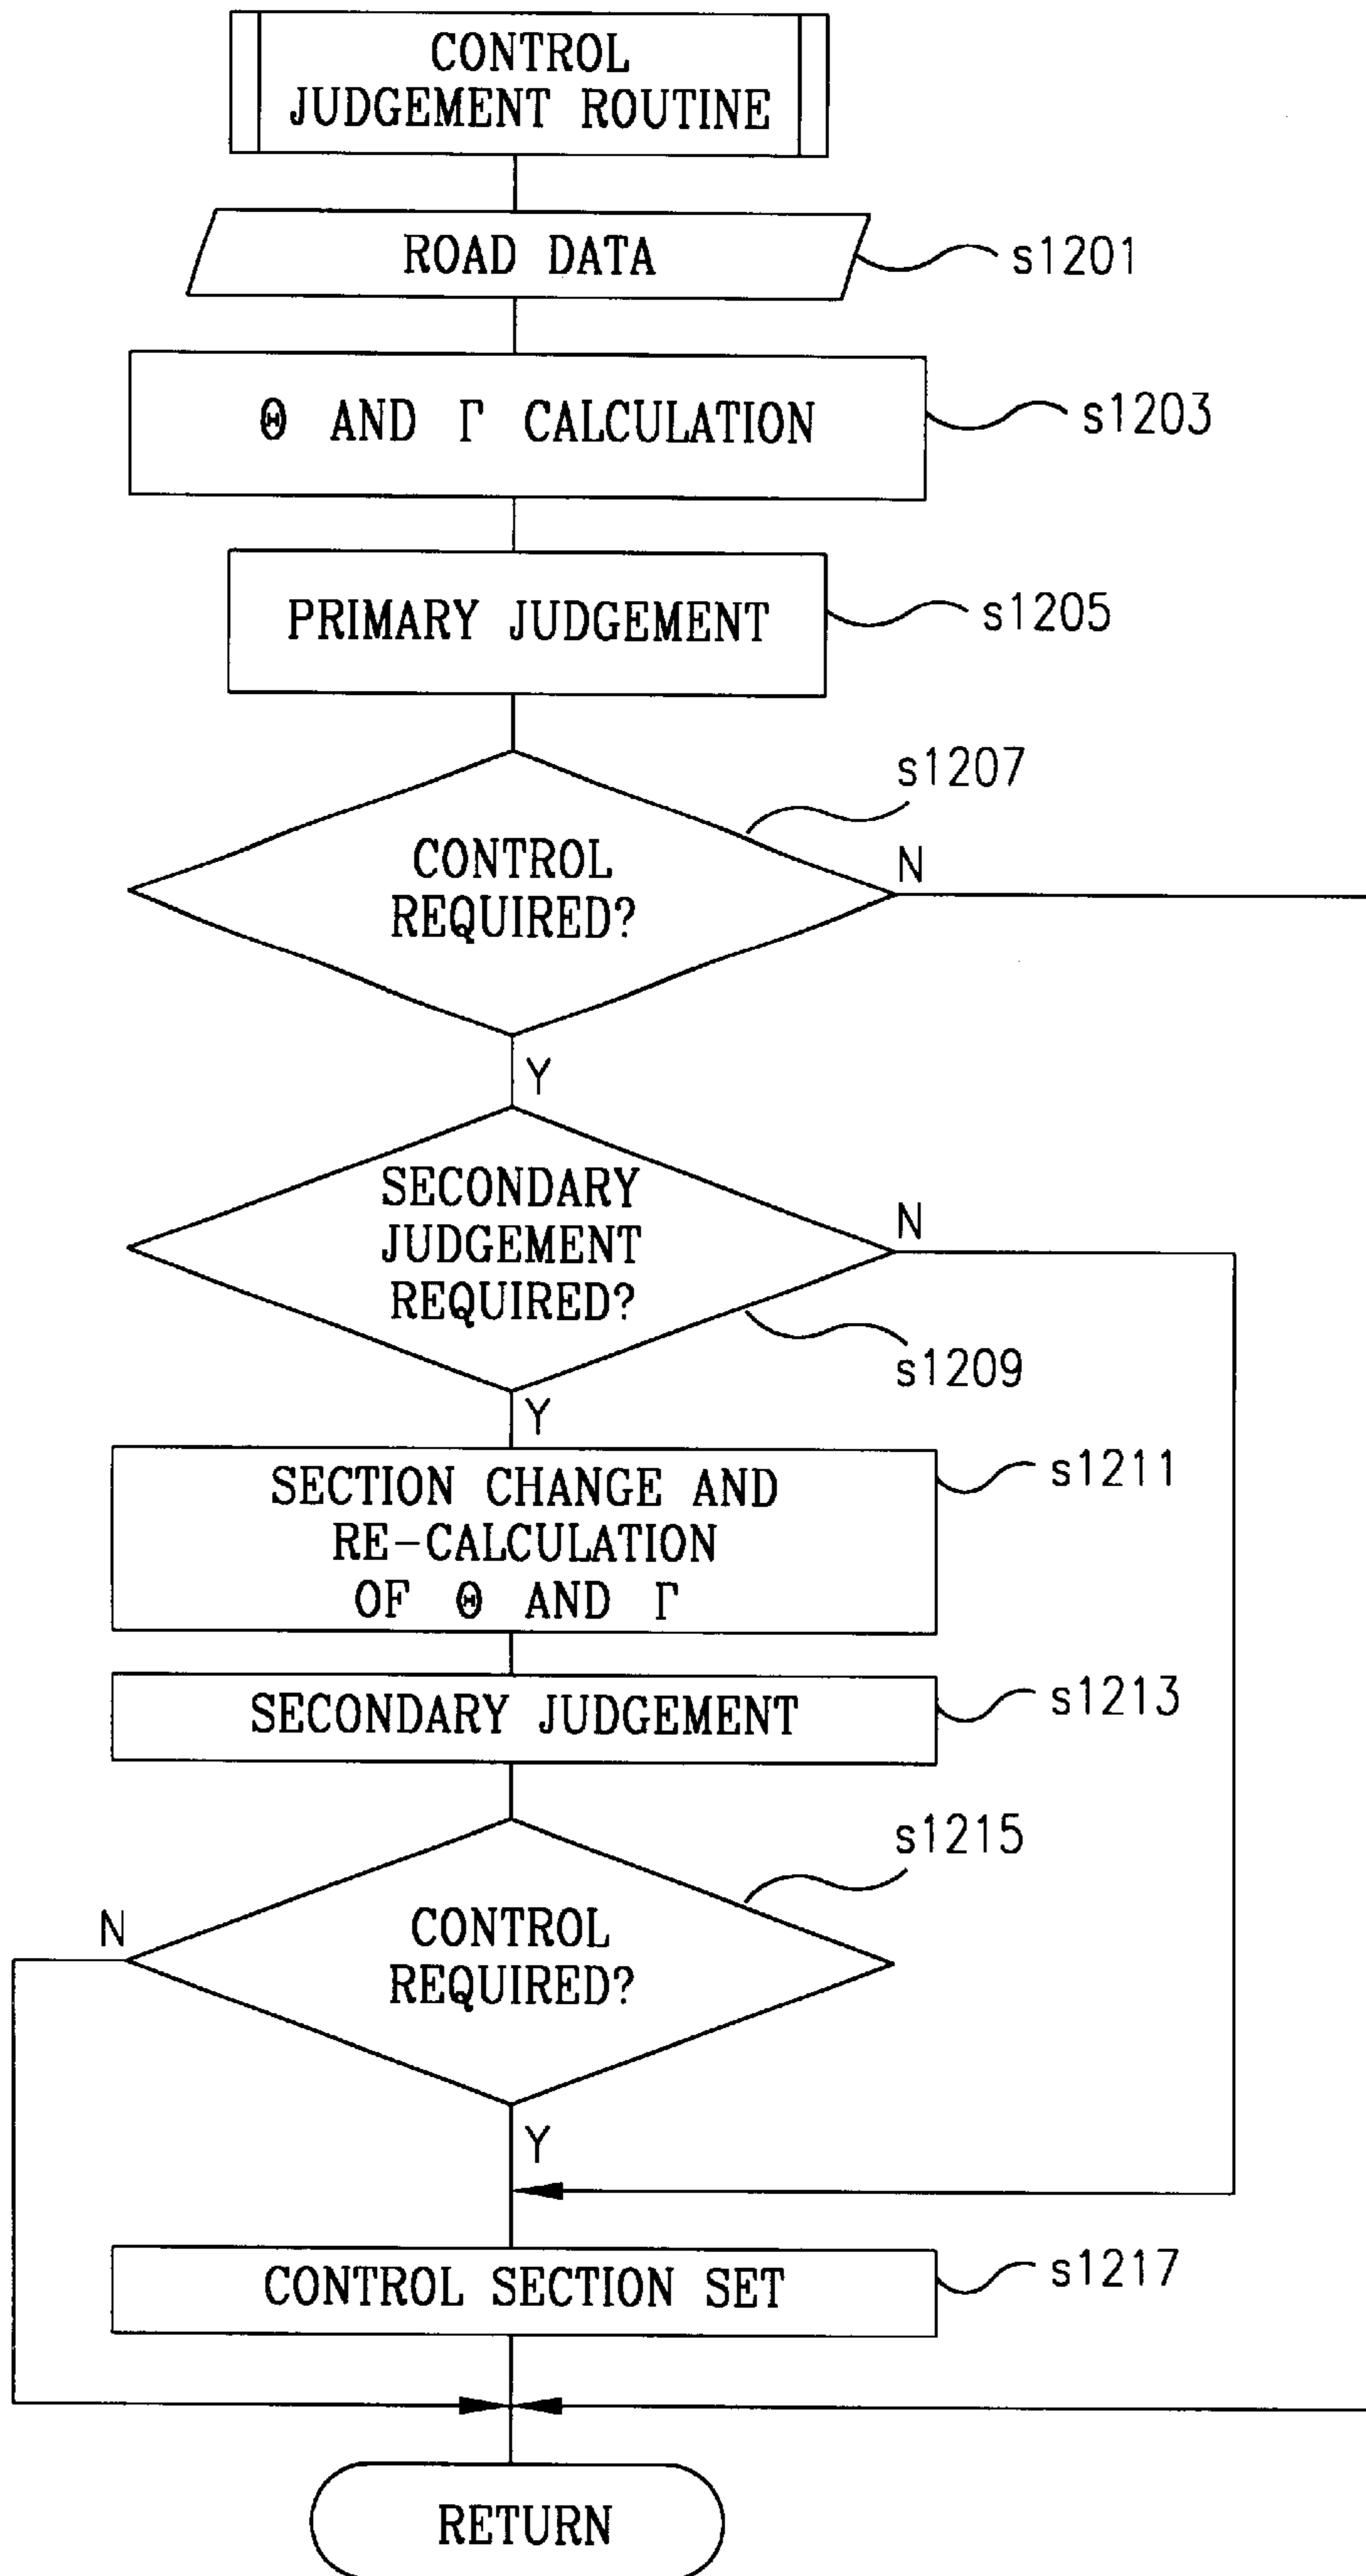 CONTROL
JUDGEMENT ROUTINE
ROAD DATA
s1201
Θ AND Γ CALCULATION
s1203
PRIMARY JUDGEMENT
s1205
s1207
CONTROL
REQUIRED?
N
Y
SECONDARY
JUDGEMENT
REQUIRED?
N
s1209
Y
SECTION CHANGE AND
RE-CALCULATION
OF Θ AND Γ
s1211
SECONDARY JUDGEMENT
s1213
s1215
CONTROL
REQUIRED?
N
Y
CONTROL SECTION SET
s1217
RETURN